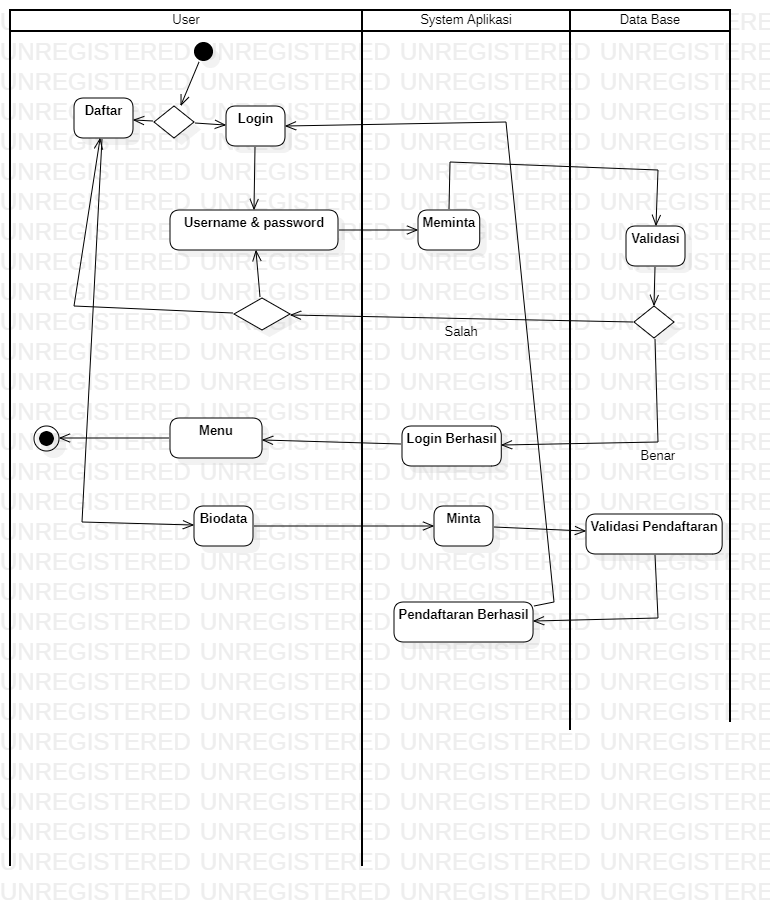 User
System Aplikasi
Data Base
Daftar
Login
Username & password
Meminta
Validasi
Salah
Menu
Login Berhasil
Benar
Biodata
Minta
Validasi Pendaftaran
Pendaftaran Berhasil
UNREGISTERED